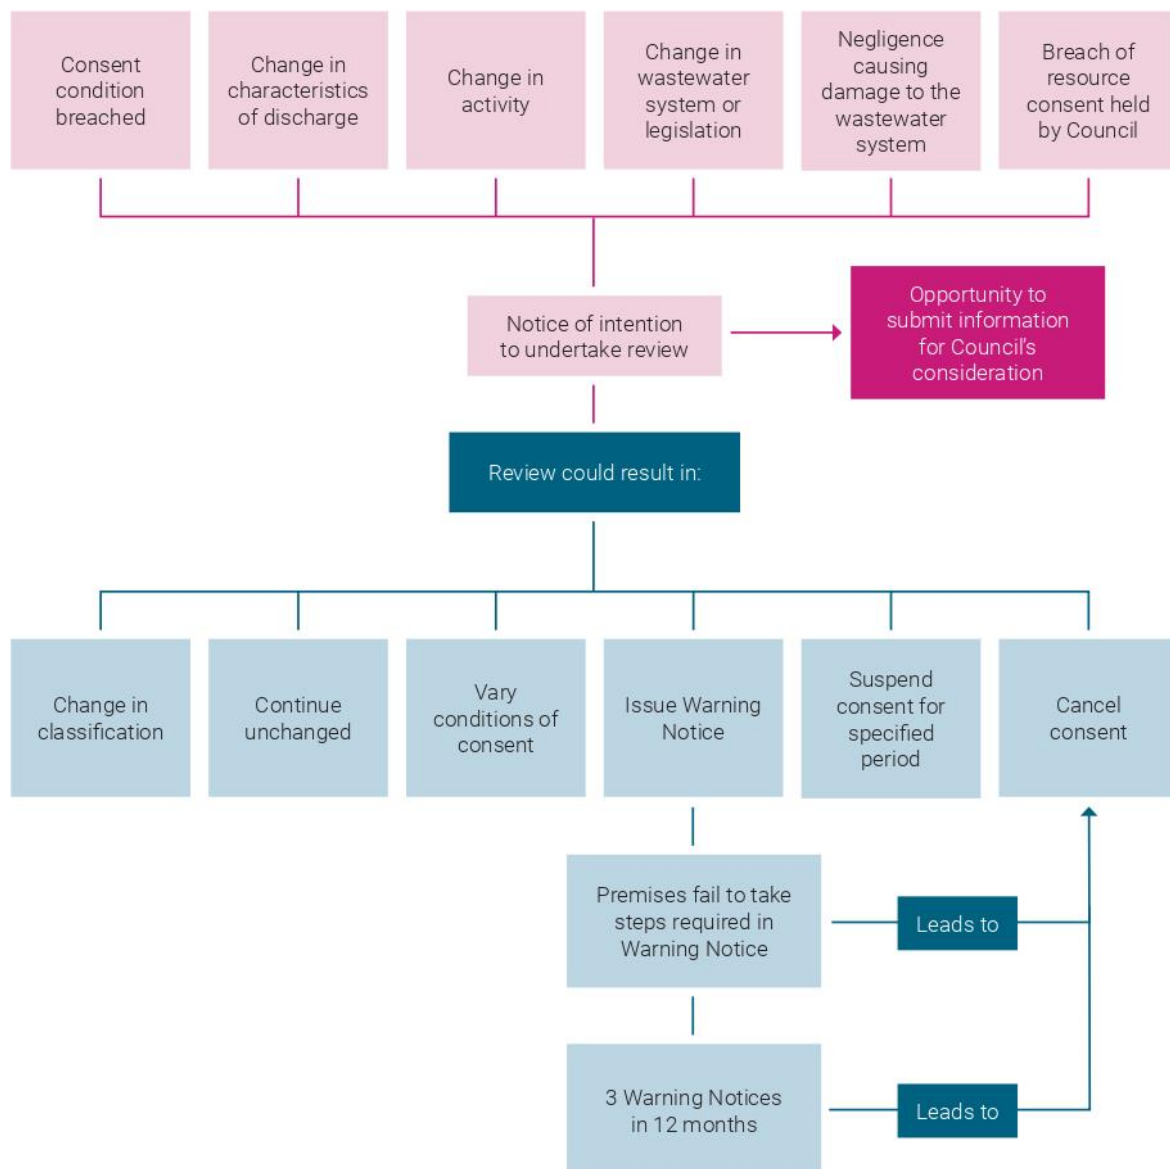 Consent
condition
breached
Change in
characteristics
of discharge
Change in
activity
Change in
wastewater
system or
legislation
Negligence
causing
damage to the
wastewater
system
Breach of
resource
consent held
by Council
Notice of intention
to undertake review
Opportunity to
submit information
for Council's
consideration
Review could result in:
Change in
classification
Continue
unchanged
Vary
conditions of
consent
Issue Warning
Notice
Suspend
consent for
specified
period
Cancel
consent
Premises fail to take
steps required in
Warning Notice
Leads to
3 Warning Notices
in 12 months
Leads to